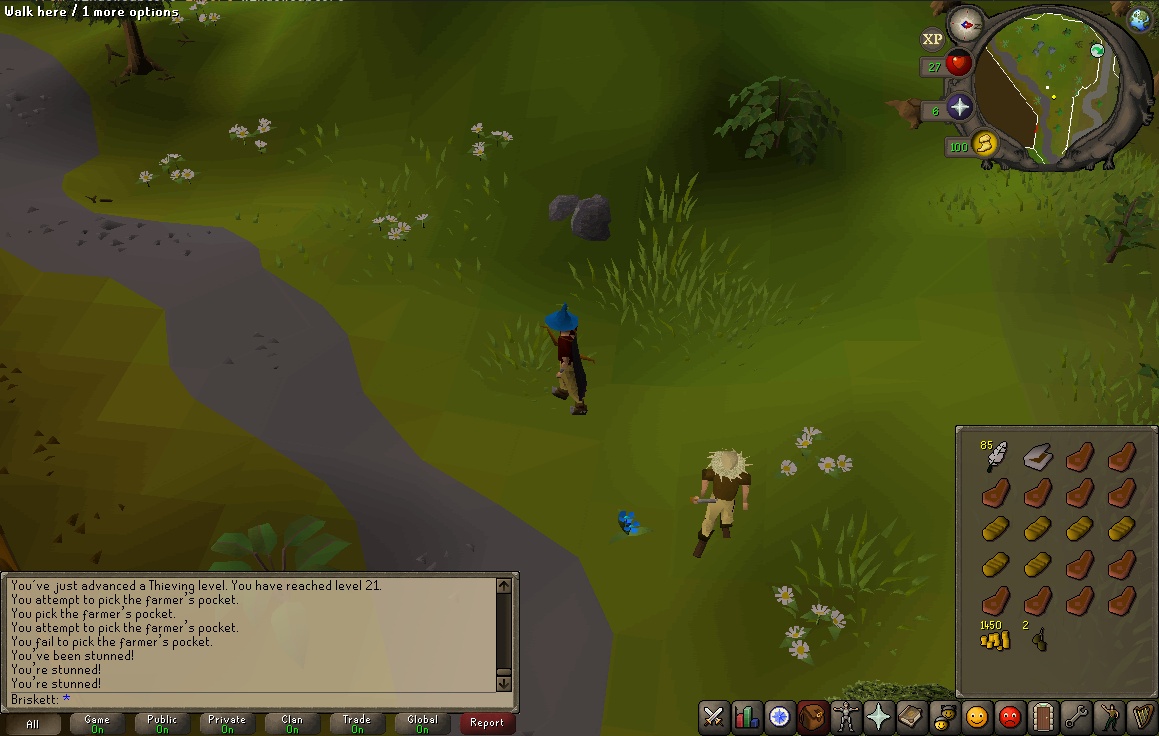 Walk here / 1 more options
XP
27
6
100
85
1450
2
You've just advanced a Thieving level. You have reached level 21.
You attempt to pick the farmer's pocket.
You pick the farmer's pocket.
You attempt to pick the farmer's pocket.
You fail to pick the farmer's pocket.
You've been stunned!
You're stunned!
You're stunned!
Briskett: *
All
Game
On
Public
On
Private
On
Clan
On
Trade
On
Global
On
Report